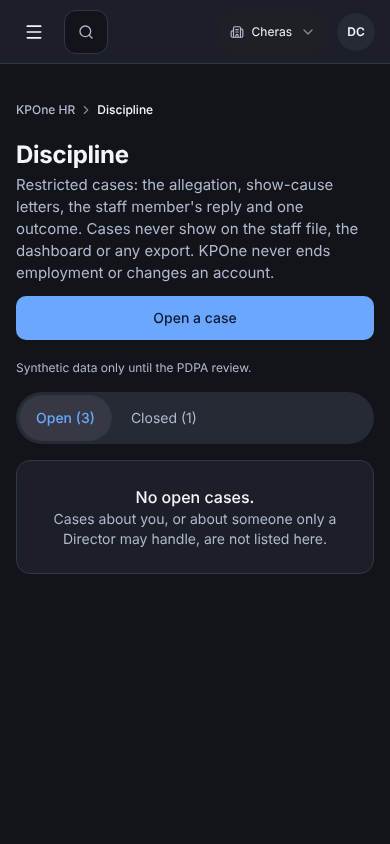 Cheras
DC
KPOne HR > Discipline
Discipline
Restricted cases: the allegation, show-cause
letters, the staff member's reply and one
outcome. Cases never show on the staff file, the
dashboard or any export. KPOne never ends
employment or changes an account.
Open a case
Synthetic data only until the PDPA review.
Open (3) Closed (1)
No open cases.
Cases about you, or about someone only a
Director may handle, are not listed here.